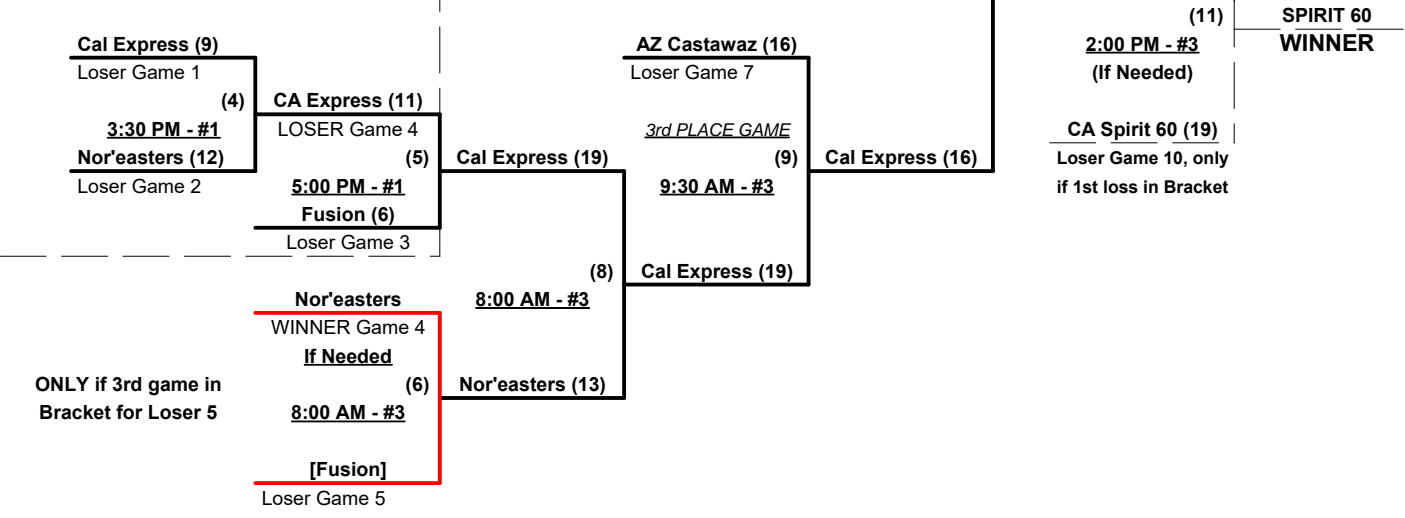 Cal Express (9)
Loser Game 1
(4)
3:30 PM - #1
Nor'easters (12)
Loser Game 2
CA Express (11)
LOSER Game 4
(5)
5:00 PM - #1
Fusion (6)
Loser Game 3
Cal Express (19)
(8)
8:00 AM - #3
Nor'easters
WINNER Game 4
If Needed
(6)
8:00 AM - #3
[Fusion]
Loser Game 5
ONLY if 3rd game in
Bracket for Loser 5
Nor'easters (13)
AZ Castawaz (16)
Loser Game 7
3rd PLACE GAME
(9)
9:30 AM - #3
Cal Express (19)
Cal Express (16)
(11)
2:00 PM - #3
(If Needed)
CA Spirit 60 (19)
Loser Game 10, only
if 1st loss in Bracket
SPIRIT 60
WINNER